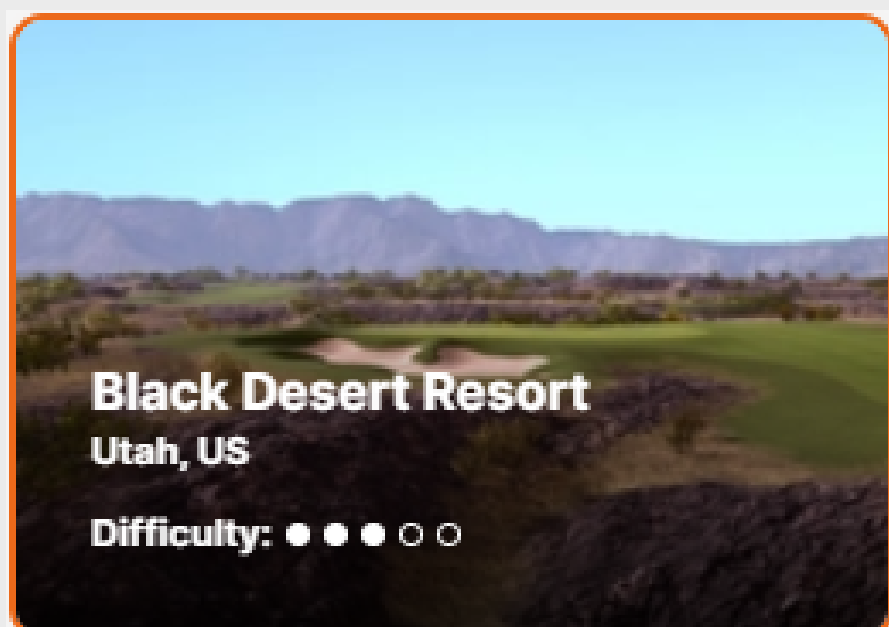 Black Desert Resort
Utah, US
Difficulty: ●●●○○